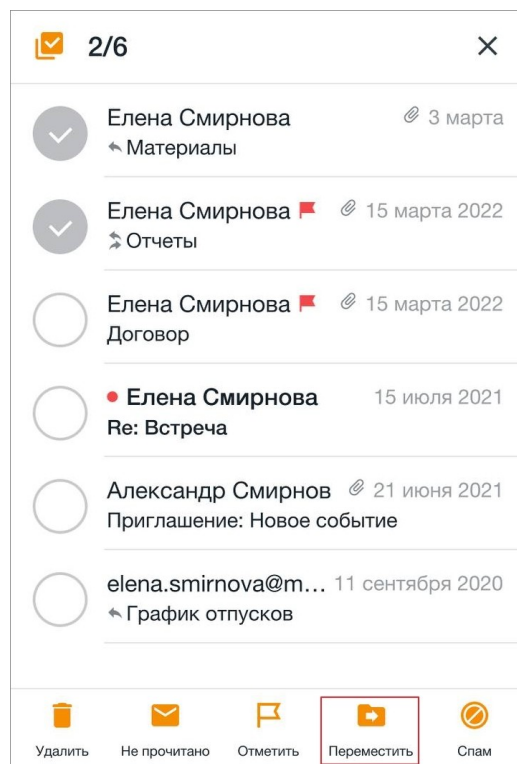 2/6
Елена Смирнова 3 марта
Материалы
Елена Смирнова 15 марта 2022
Отчеты
Елена Смирнова 15 марта 2022
Договор
Елена Смирнова 15 июля 2021
Re: Встреча
Александр Смирнов 21 июня 2021
Приглашение: Новое событие
elena.smirnova@m... 11 сентября 2020
График отпусков
Удалить Не прочитано Отметить Переместить Спам